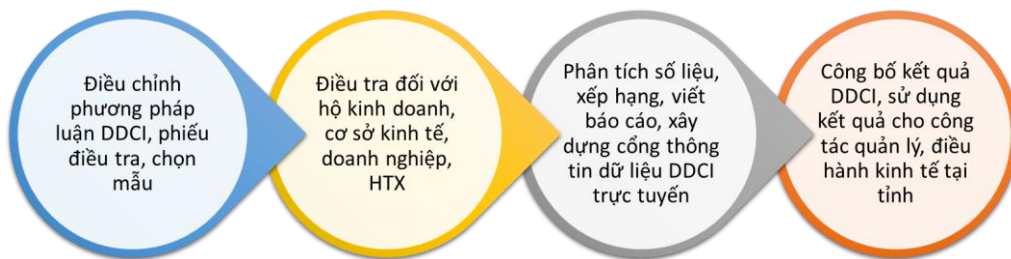 Điều chỉnh
phương pháp
luận DDCI, phiếu
điều tra, chọn
mẫu
Điều tra đối với
hộ kinh doanh,
cơ sở kinh tế,
doanh nghiệp,
HTX
Phân tích số liệu,
xếp hạng, viết
báo cáo, xây
dựng cổng thông
tin dữ liệu DDCI
trực tuyến
Công bố kết quả
DDCI, sử dụng
kết quả cho công
tác quản lý, điều
hành kinh tế tại
tỉnh